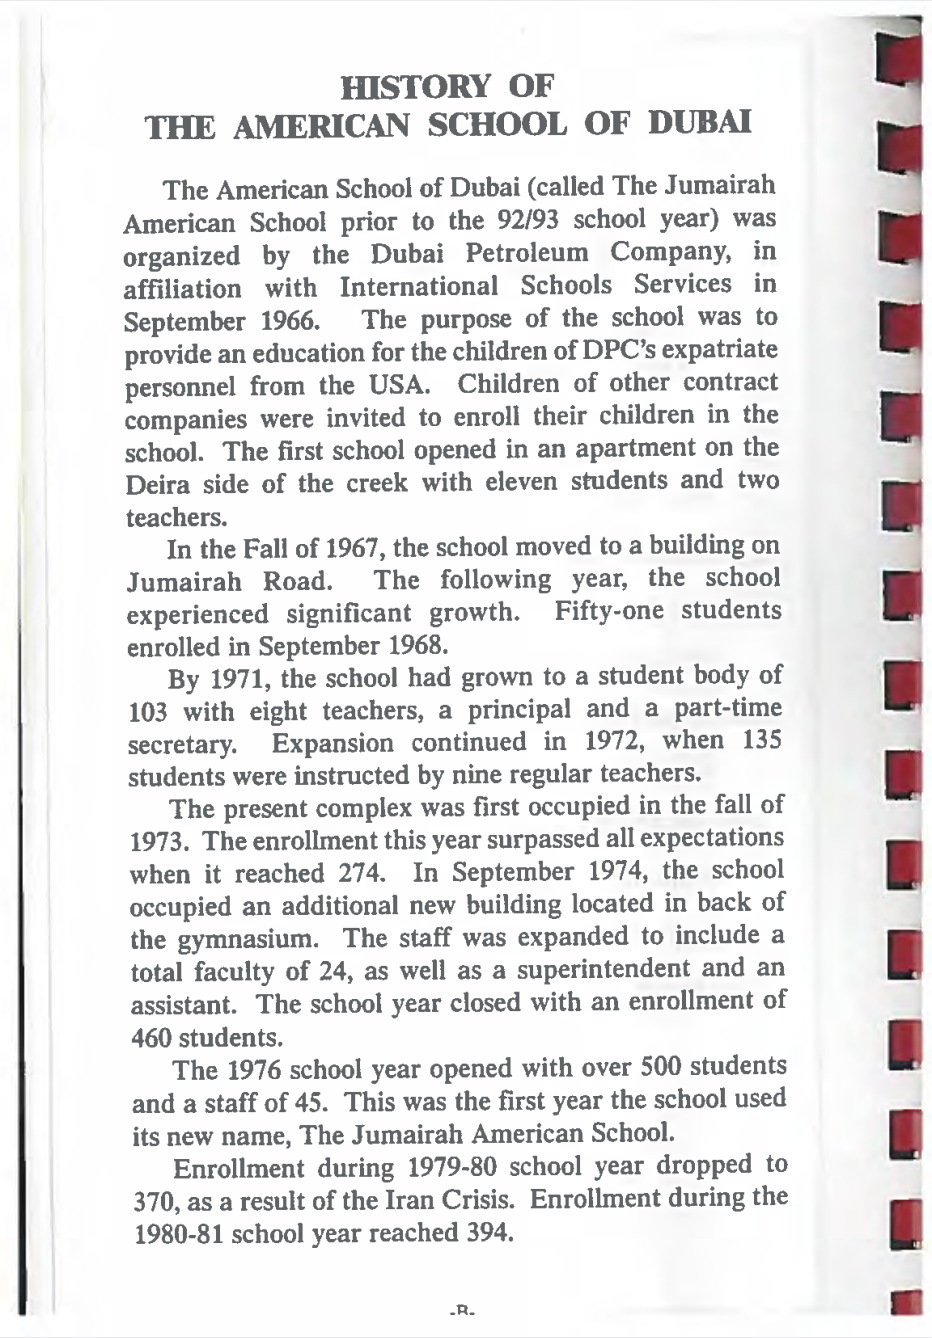 HISTORY OF
THE AMERICAN SCHOOL OF DUBAI
The American School of Dubai (called The Jumairah
American School prior to the 92/93 school year) was
organized by the Dubai Petroleum Company, in
affiliation with International Schools Services in
September 1966. The purpose of the school was to
provide an education for the children of DPC's expatriate
personnel from the USA. Children of other contract
companies were invited to enroll their children in the
school. The first school opened in an apartment on the
Deira side of the creek with eleven students and two
teachers.
In the Fall of 1967, the school moved to a building on
Jumairah Road. The following year, the school
experienced significant growth. Fifty-one students
enrolled in September 1968.
By 1971, the school had grown to a student body of
103 with eight teachers, a principal and a part-time
secretary. Expansion continued in 1972, when 135
students were instructed by nine regular teachers.
The present complex was first occupied in the fall of
1973. The enrollment this year surpassed all expectations
when it reached 274. In September 1974, the school
occupied an additional new building located in back of
the gymnasium. The staff was expanded to include a
total faculty of 24, as well as a superintendent and an
assistant. The school year closed with an enrollment of
460 students.
The 1976 school year opened with over 500 students
and a staff of 45. This was the first year the school used
its new name, The Jumairah American School.
Enrollment during 1979-80 school year dropped to
370, as a result of the Iran Crisis. Enrollment during the
1980-81 school year reached 394.